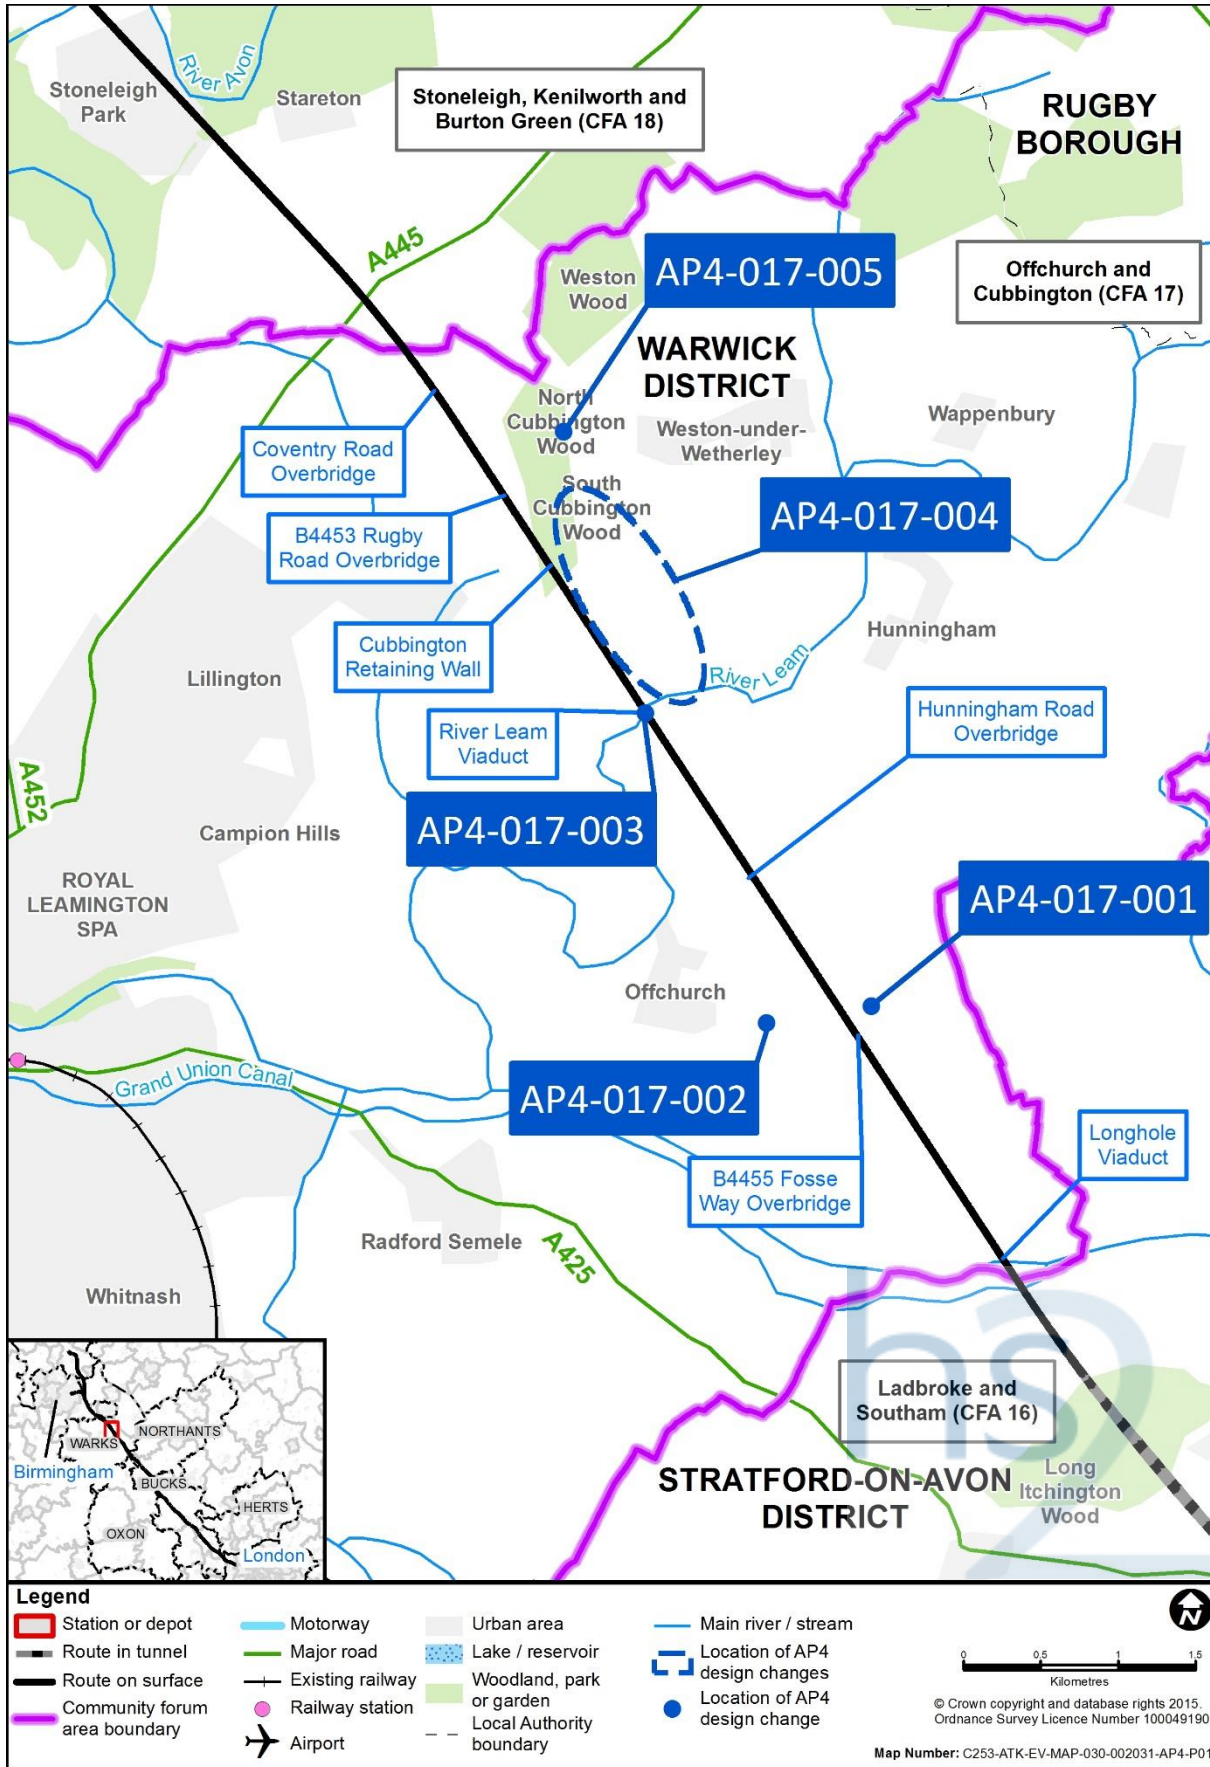 River Avon
Stoneleigh
Park
Stareton
Stoneleigh, Kenilworth and
Burton Green (CFA 18)
RUGBY
BOROUGH
A445
Weston
Wood
AP4-017-005
Offchurch and
Cubbington (CFA 17)
WARWICK
DISTRICT
North
Cubbington
Wood
Weston-under-
Wetherley
Wappenbury
Coventry Road
Overbridge
South
Cubbington
Wood
AP4-017-004
B4453 Rugby
Road Overbridge
Hunningham
Cubbington
Retaining Wall
Lillington
River Leam
River Leam
Viaduct
Hunningham Road
Overbridge
A452
Campion Hills
AP4-017-003
ROYAL
LEAMINGTON
SPA
AP4-017-001
Offchurch
Grand Union Canal
AP4-017-002
Longhole
Viaduct
B4455 Fosse
Way Overbridge
Radford Semele
A425
Whitnash
hs2
Ladbroke and
Southam (CFA 16)
STRATFORD-ON-AVON
DISTRICT
Long
Itchington
Wood
NORTHANTS
WARKS
Birmingham
BUCKS
HERTS
OXON
London
Legend
Station or depot
Route in tunnel
Route on surface
Community forum
area boundary
Motorway
Major road
Existing railway
Railway station
Airport
Urban area
Lake / reservoir
Woodland, park
or garden
Local Authority
boundary
Main river / stream
Location of AP4
design changes
Location of AP4
design change
N
0 0.5 1 1.5
Kilometres
© Crown copyright and database rights 2015.
Ordnance Survey Licence Number 100049190
Map Number: C253-ATK-EV-MAP-030-002031-AP4-P01